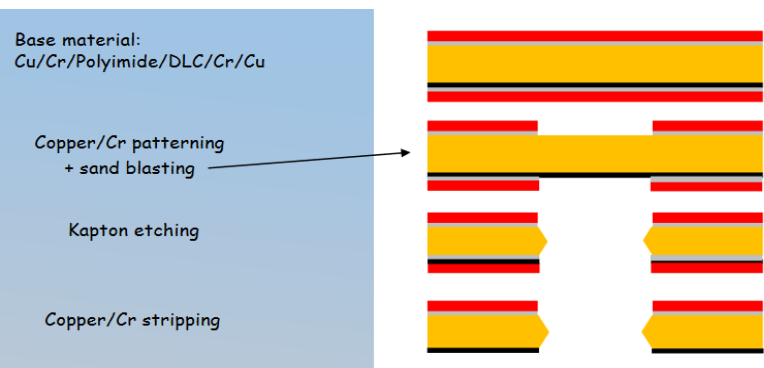 Base material:
Cu/Cr/Polyimide/DLC/Cr/Cu
Copper/Cr patterning
+ sand blasting
Kapton etching
Copper/Cr stripping